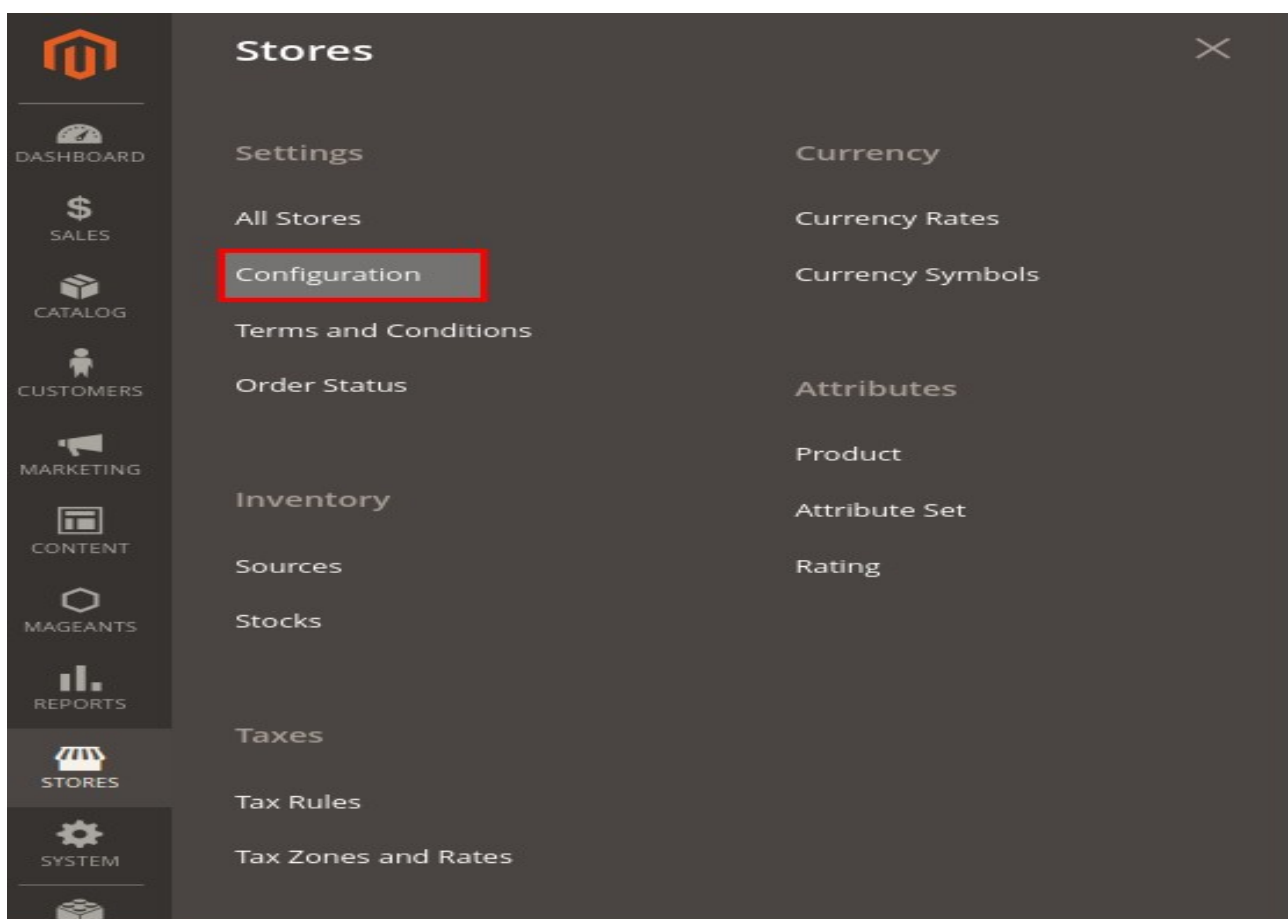 DASHBOARD
SALES
CATALOG
CUSTOMERS
MARKETING
CONTENT
MAGEANTS
REPORTS
STORES
SYSTEM
Stores
Settings
All Stores
Configuration
Terms and Conditions
Order Status
Inventory
Sources
Stocks
Taxes
Tax Rules
Tax Zones and Rates
Currency
Currency Rates
Currency Symbols
Attributes
Product
Attribute Set
Rating